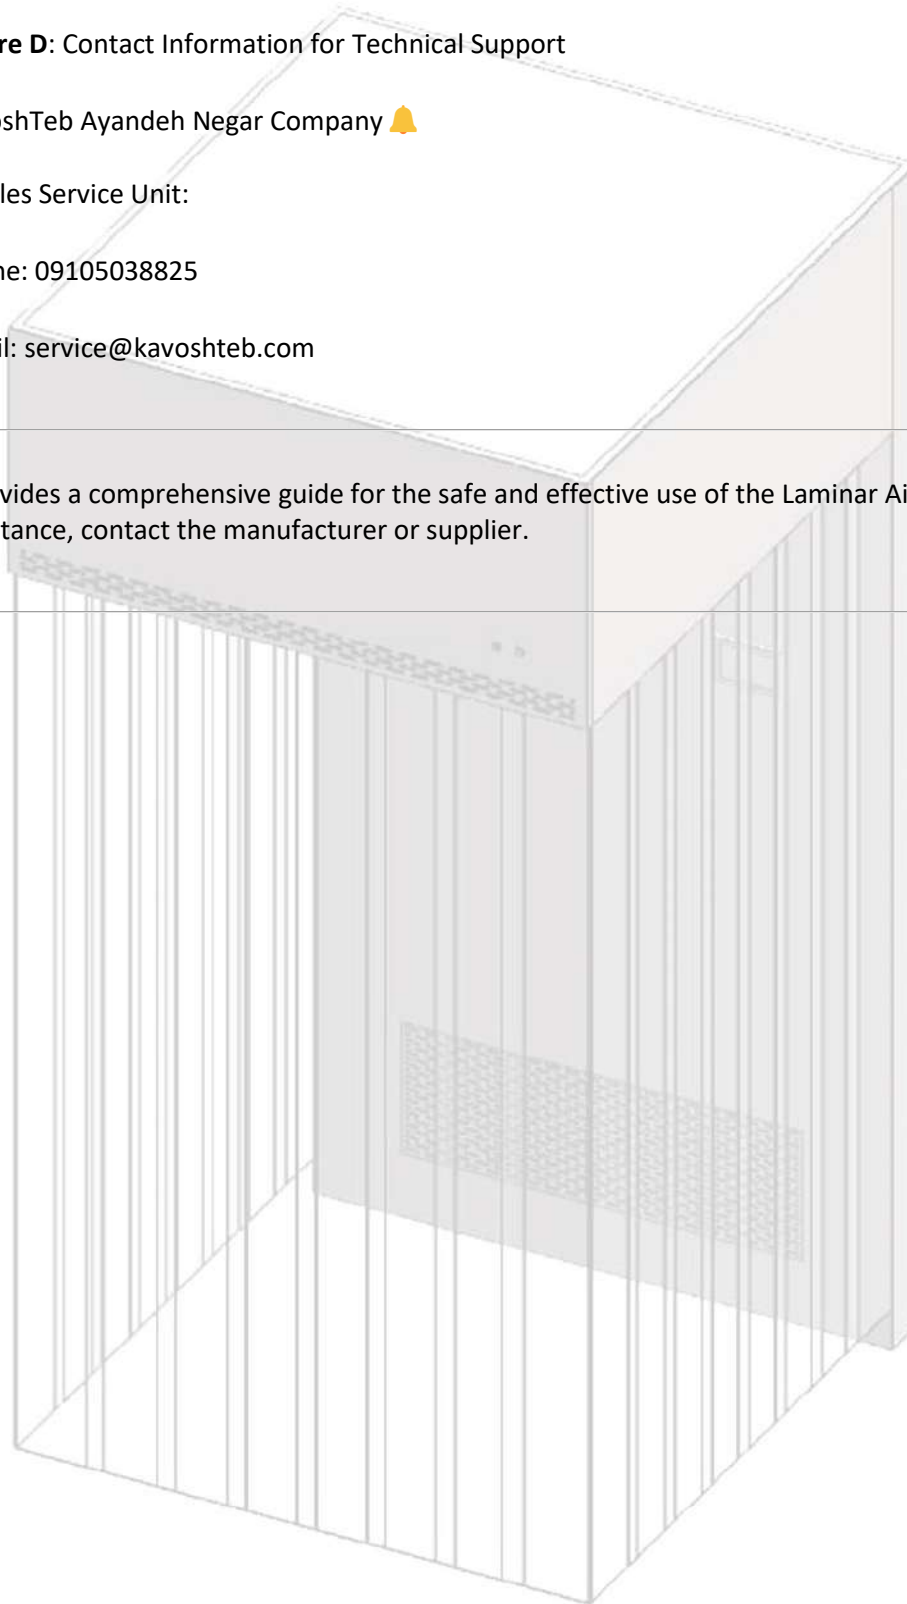 re D: Contact Information for Technical Support
oshTeb Ayandeh Negar Company 🔔
les Service Unit:
ne: 09105038825
il: service@kavoshteb.com
vides a comprehensive guide for the safe and effective use of the Laminar Ai
tance, contact the manufacturer or supplier.